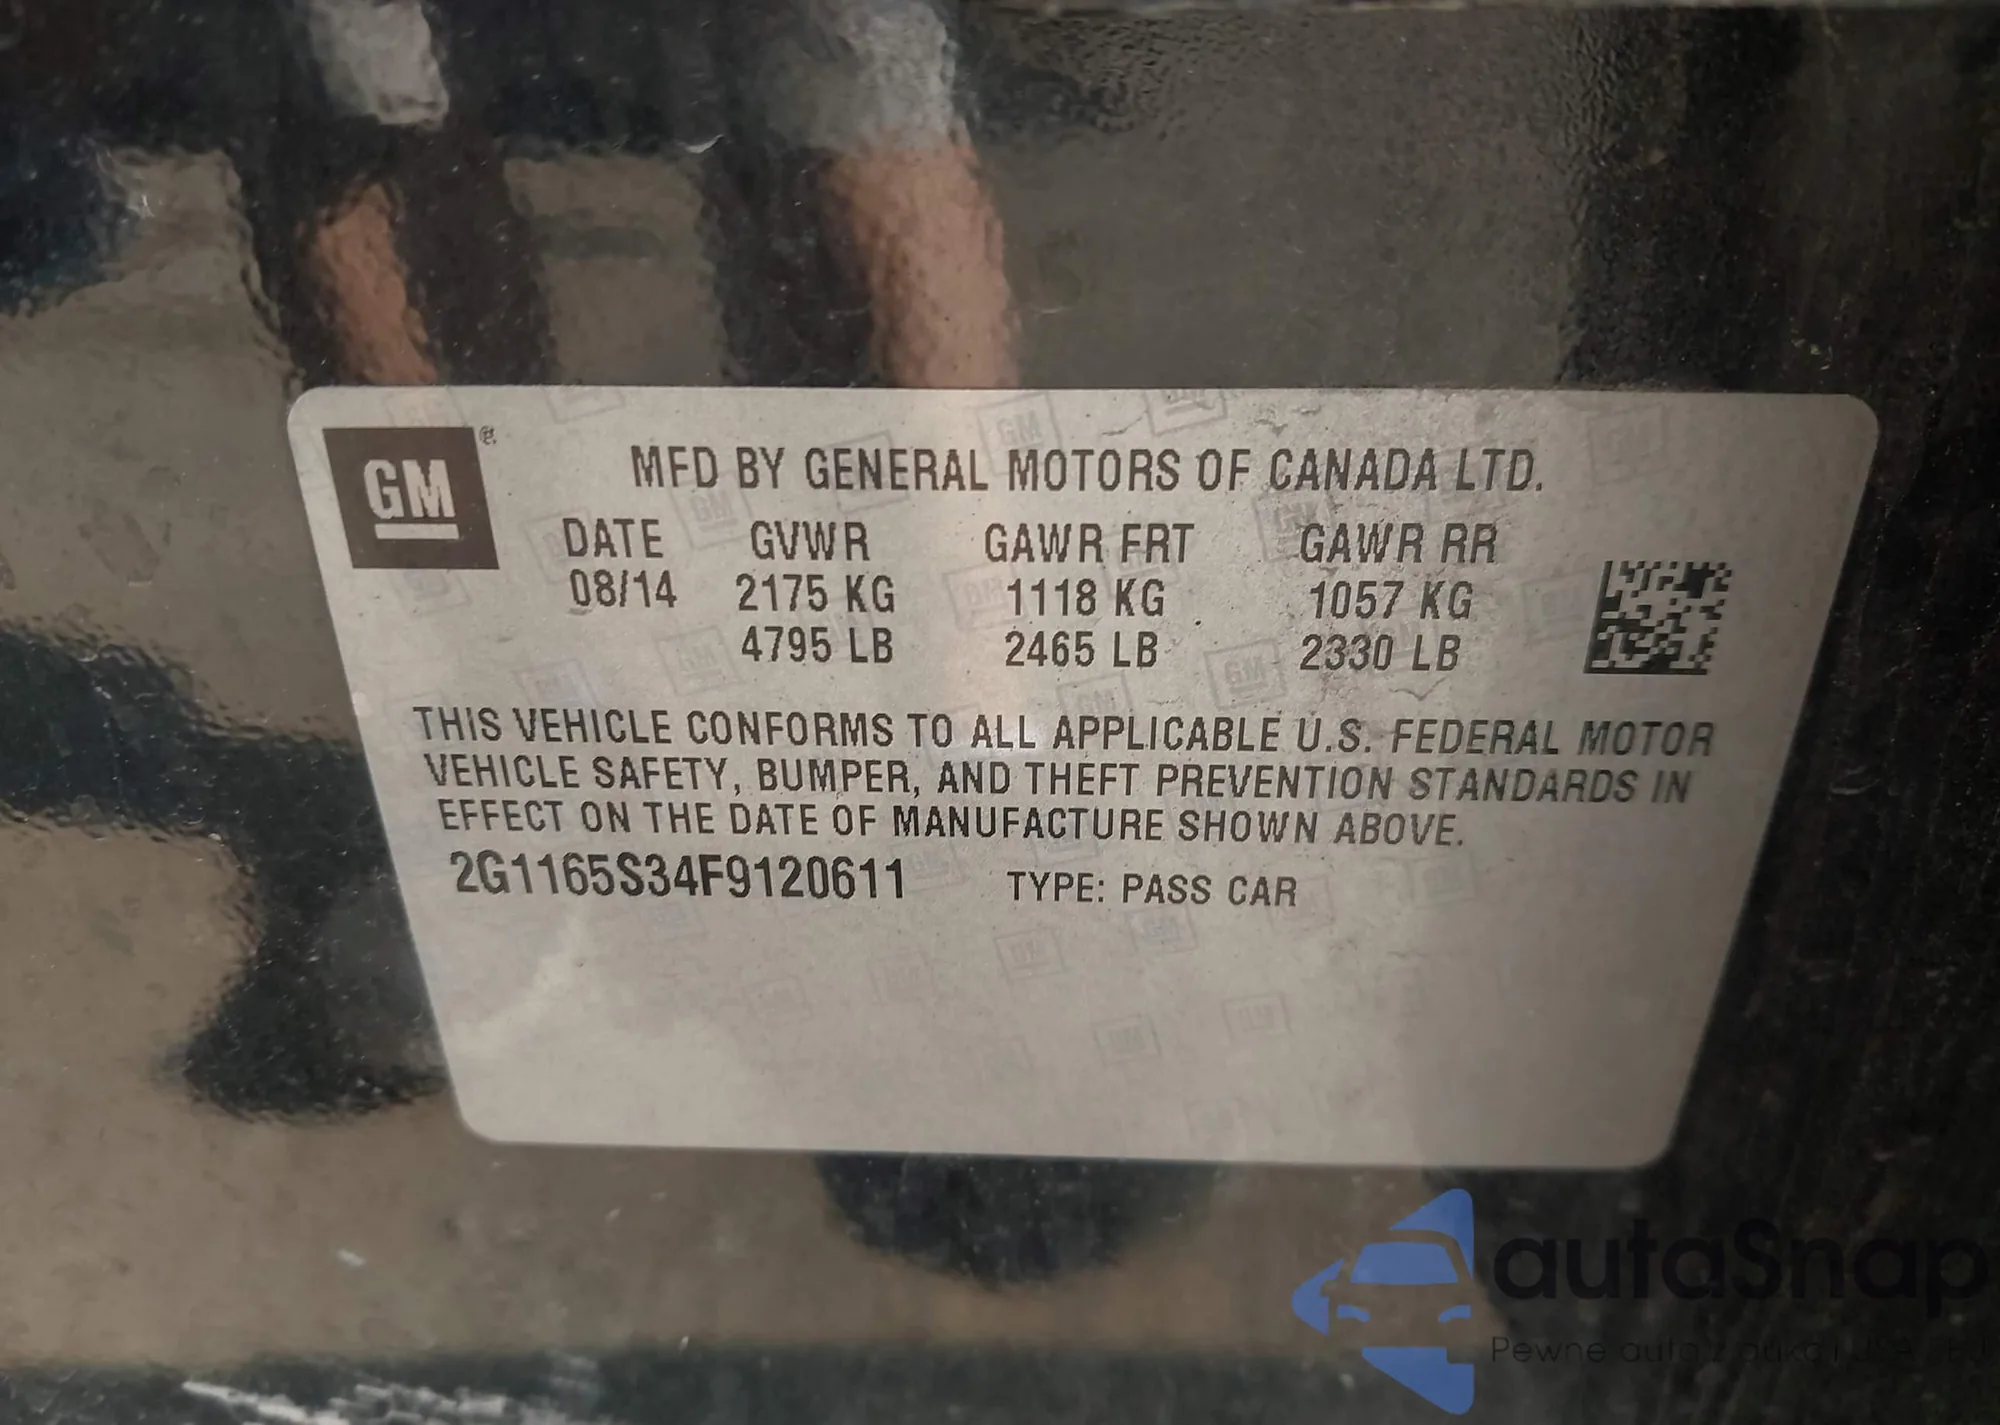 GM ®
MFD BY GENERAL MOTORS OF CANADA LTD.
DATE GVWR GAWR FRT GAWR RR
08/14 2175 KG 1118 KG 1057 KG
4795 LB 2465 LB 2330 LB
THIS VEHICLE CONFORMS TO ALL APPLICABLE U.S. FEDERAL MOTOR
VEHICLE SAFETY, BUMPER, AND THEFT PREVENTION STANDARDS IN
EFFECT ON THE DATE OF MANUFACTURE SHOWN ABOVE.
2G1165S34F9120611 TYPE: PASS CAR
autaSnap
Pewne auta z aukcji